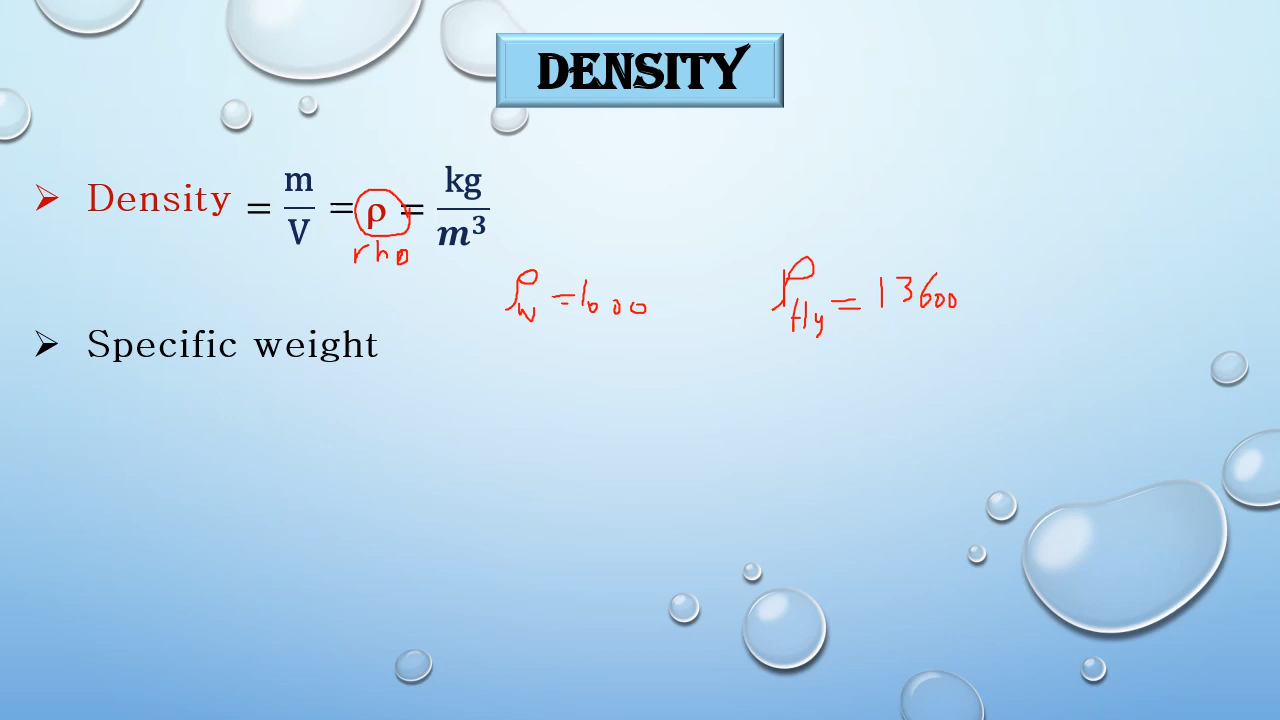 DENSITY
➢ Density = m/V = ρ = kg/m³
rho
ρw = 1000 ρHg = 13600
➢ Specific weight